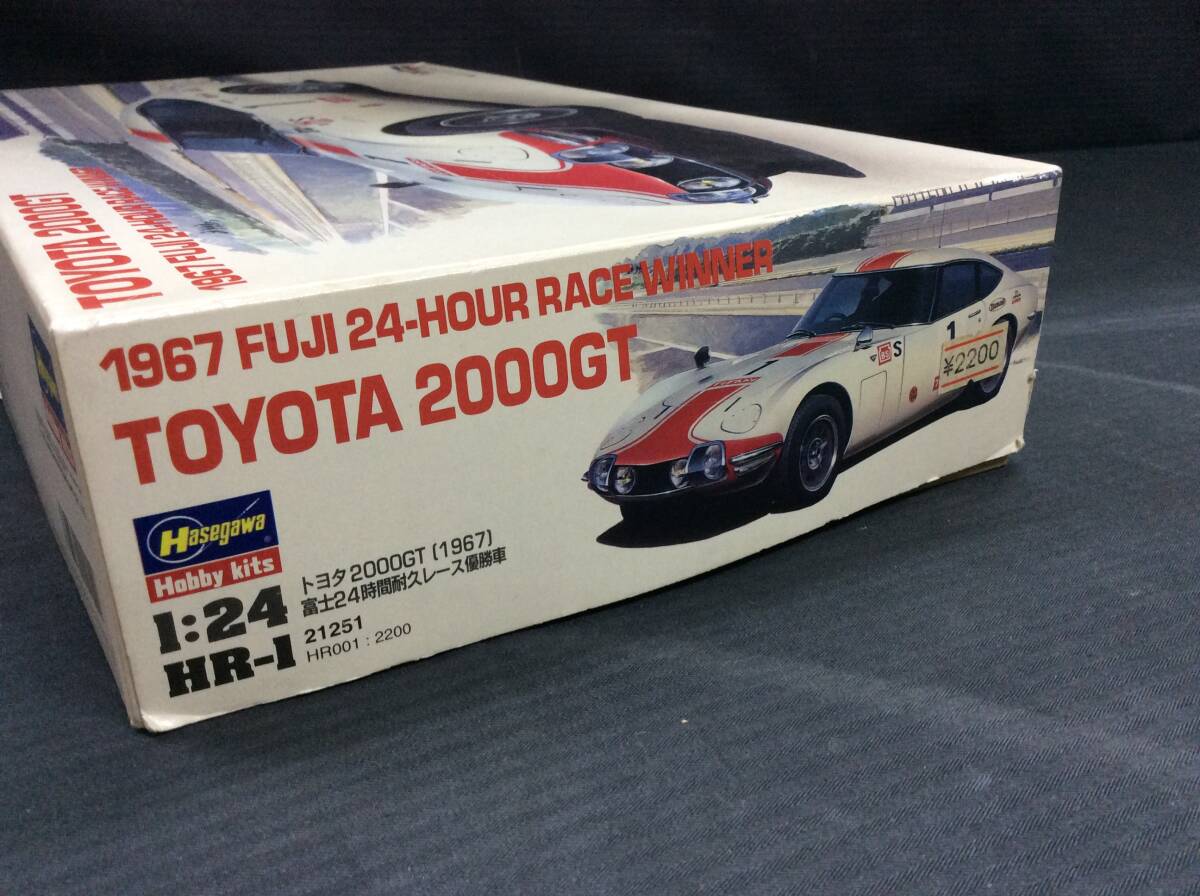 TOYOTA 2000GT
1967 FUJI 24-HOUR RACE WINNER
1967 FUJI 24-HOUR RACE WINNER
TOYOTA 2000GT
Hasegawa
Hobby kits
1:24
HR-1
トヨタ 2000GT (1967)
富士24時間耐久レース優勝車
21251
HR001 : 2200
1
S
¥2200